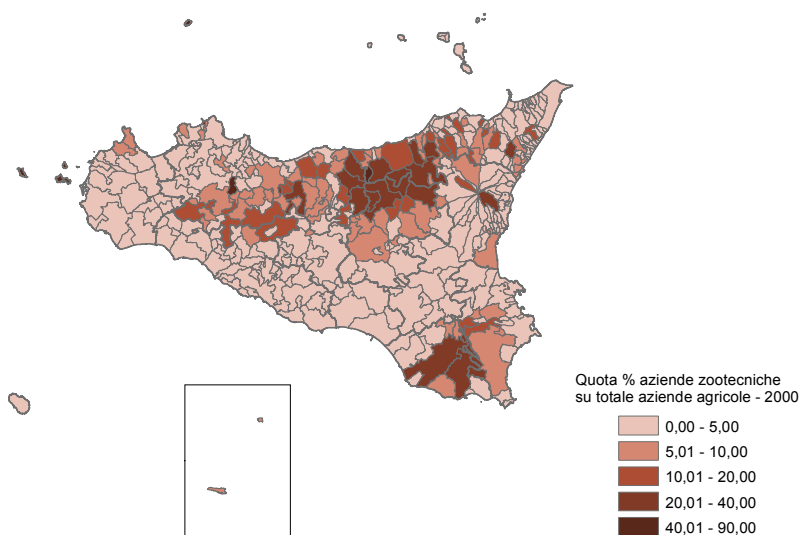 Quota % aziende zootecniche
su totale aziende agricole - 2000
0,00 - 5,00
5,01 - 10,00
10,01 - 20,00
20,01 - 40,00
40,01 - 90,00